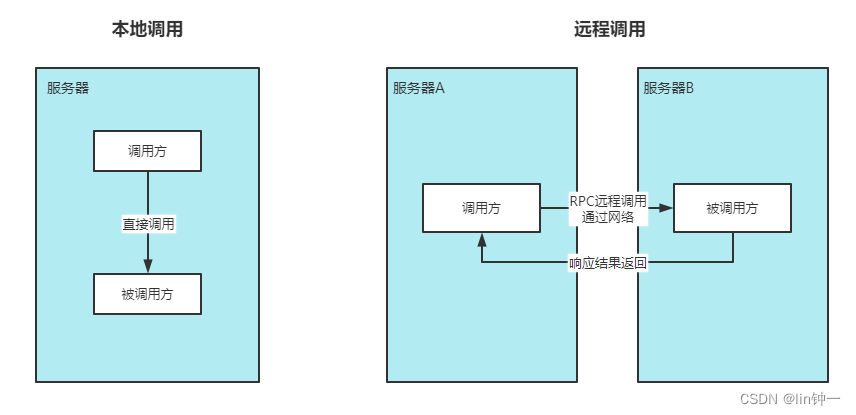 本地调用
远程调用
服务器
调用方
直接调用
被调用方
服务器A
调用方
RPC远程调用
通过网络
响应结果返回
服务器B
被调用方
CSDN @lin钟一